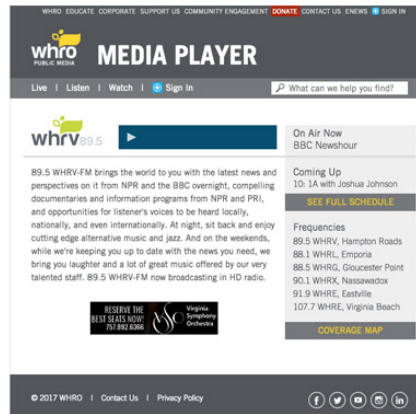 WHRO EDUCATE CORPORATE SUPPORT US COMMUNITY ENGAGEMENT DONATE CONTACT US ENEWS SIGN IN
whro
PUBLIC MEDIA
MEDIA PLAYER
Live | Listen | Watch | Sign In
What can we help you find?
whrv 89.5
On Air Now
BBC Newshour
Coming Up
10: 1A with Joshua Johnson
SEE FULL SCHEDULE
89.5 WHRV-FM brings the world to you with the latest news and
perspectives on it from NPR and the BBC overnight, compelling
documentaries and information programs from NPR and PRI,
and opportunities for listener's voices to be heard locally,
nationally, and even internationally. At night, sit back and enjoy
cutting edge alternative music and jazz. And on the weekends,
while we're keeping you up to date with the news you need, we
bring you laughter and a lot of great music offered by our very
talented staff. 89.5 WHRV-FM now broadcasting in HD radio.
Frequencies
89.5 WHRV, Hampton Roads
88.1 WHRL, Emporia
88.5 WHRG, Gloucester Point
90.1 WHRX, Nassawadox
91.9 WHRE, Eastville
107.7 WHRE, Virginia Beach
COVERAGE MAP
RESERVE THE
BEST SEATS NOW!
757.892.6366
VSO
Virginia
Symphony
Orchestra
© 2017 WHRO | Contact Us | Privacy Policy